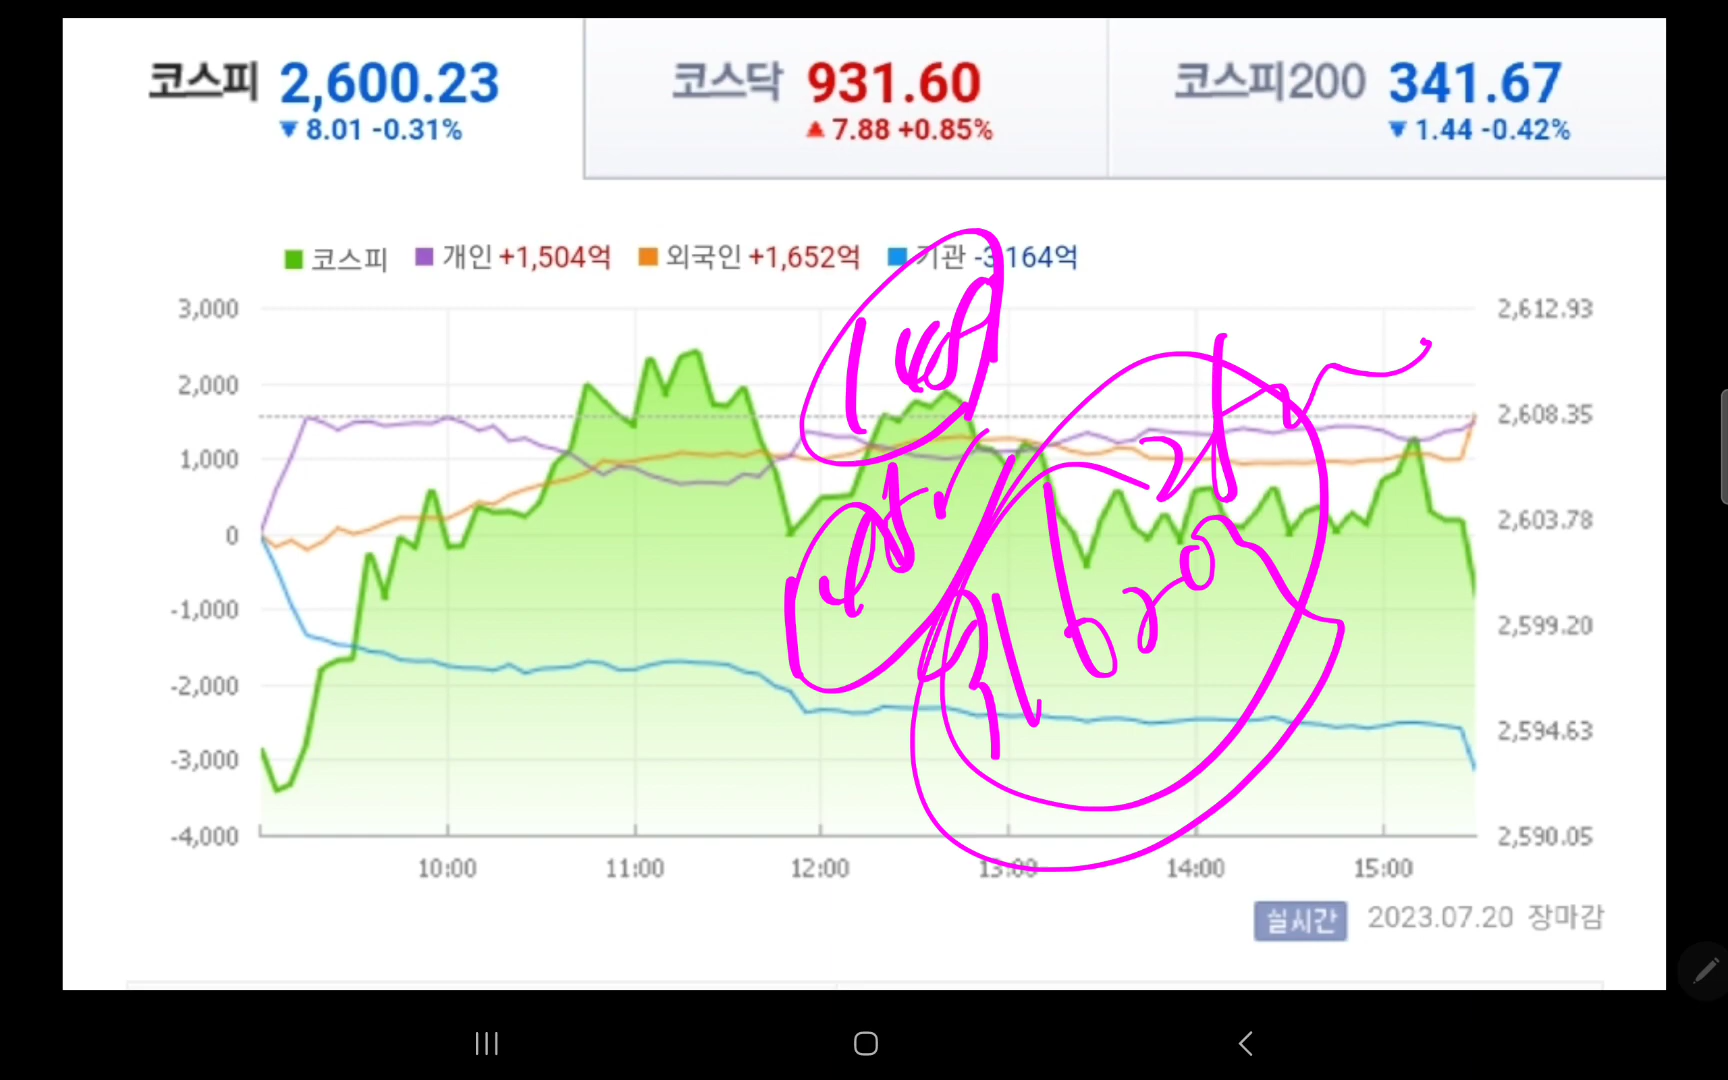 코스피 2,600.23 코스닥 931.60 코스피200 341.67
▼ 8.01 -0.31% ▲ 7.88 +0.85% ▼ 1.44 -0.42%
코스피 개인 +1,504억 외국인 +1,652억 기관 -3,164억
3,000 2,612.93
2,000 2,608.35
1,000
0 2,603.78
-1,000 2,599.20
-2,000 2,594.63
-3,000
-4,000 2,590.05
10:00 11:00 12:00 13:00 14:00 15:00
실시간 2023.07.20 장마감